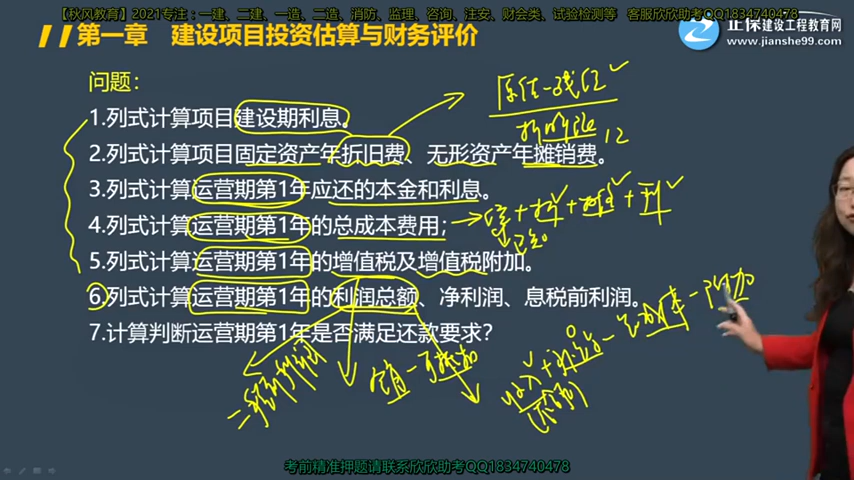 【秋风教育】2021专注：一建、二建、一造、二造、消防、监理、咨询、注安、财会类、试验检测等 客服欣欣助考QQ1834740478
第一章 建设项目投资估算与财务评价
正保建设工程教育网
www.jianshe99.com
问题：
1.列式计算项目建设期利息。
2.列式计算项目固定资产年折旧费、无形资产年摊销费。
3.列式计算运营期第1年应还的本金和利息。
4.列式计算运营期第1年的总成本费用；
5.列式计算运营期第1年的增值税及增值税附加。
6.列式计算运营期第1年的利润总额、净利润、息税前利润。
7.计算判断运营期第1年是否满足还款要求？
原值-残值
12
已知
考前精准押题请联系欣欣助考QQ1834740478